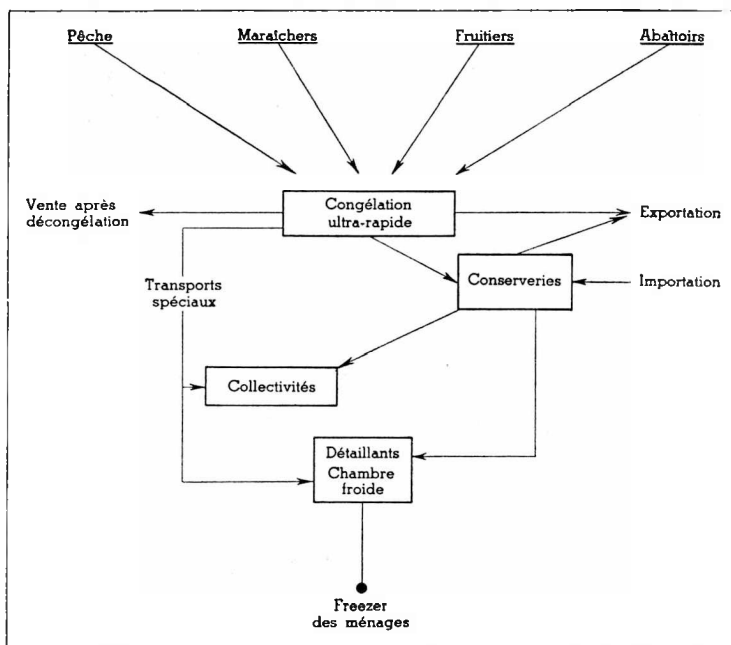 Pêche
Maraîchers
Fruitiers
Abattoirs
Vente après
décongélation
Congélation
ultra-rapide
Exportation
Transports
spéciaux
Conserveries
Importation
Collectivités
Détaillants
Chambre
froide
Freezer
des ménages